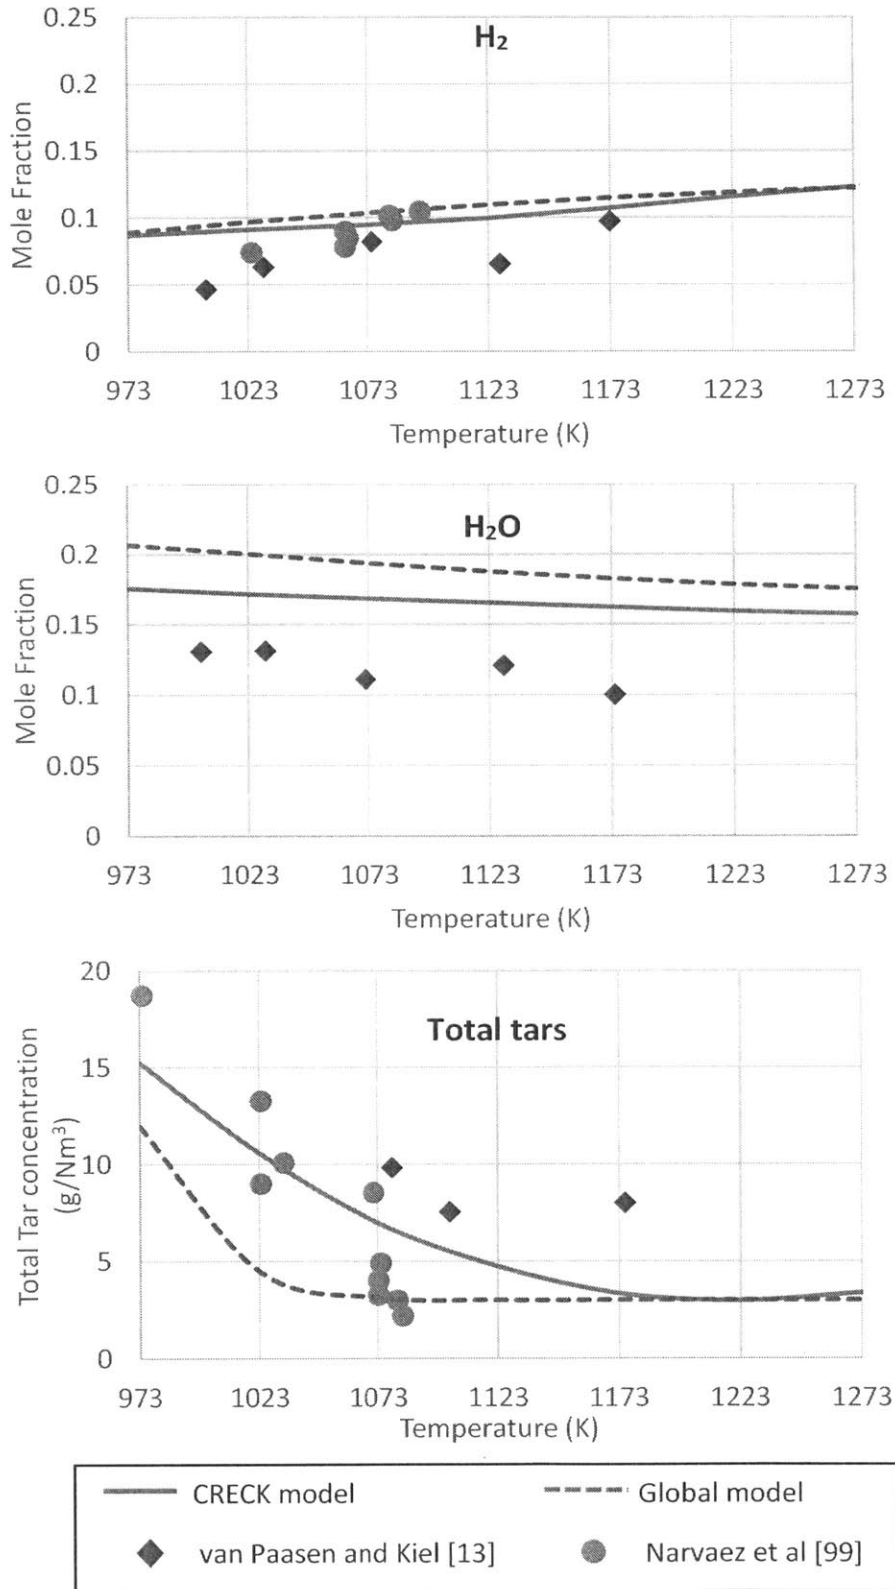 0.25
H₂
0.2
0.15
0.1
0.05
0
Mole Fraction
973 1023 1073 1123 1173 1223 1273
Temperature (K)
0.25
H₂O
0.2
0.15
0.1
0.05
0
Mole Fraction
973 1023 1073 1123 1173 1223 1273
Temperature (K)
20
Total tars
15
10
5
0
Total Tar concentration
(g/Nm³)
973 1023 1073 1123 1173 1223 1273
Temperature (K)
CRECK model Global model
van Paasen and Kiel [13] Narvaez et al [99]